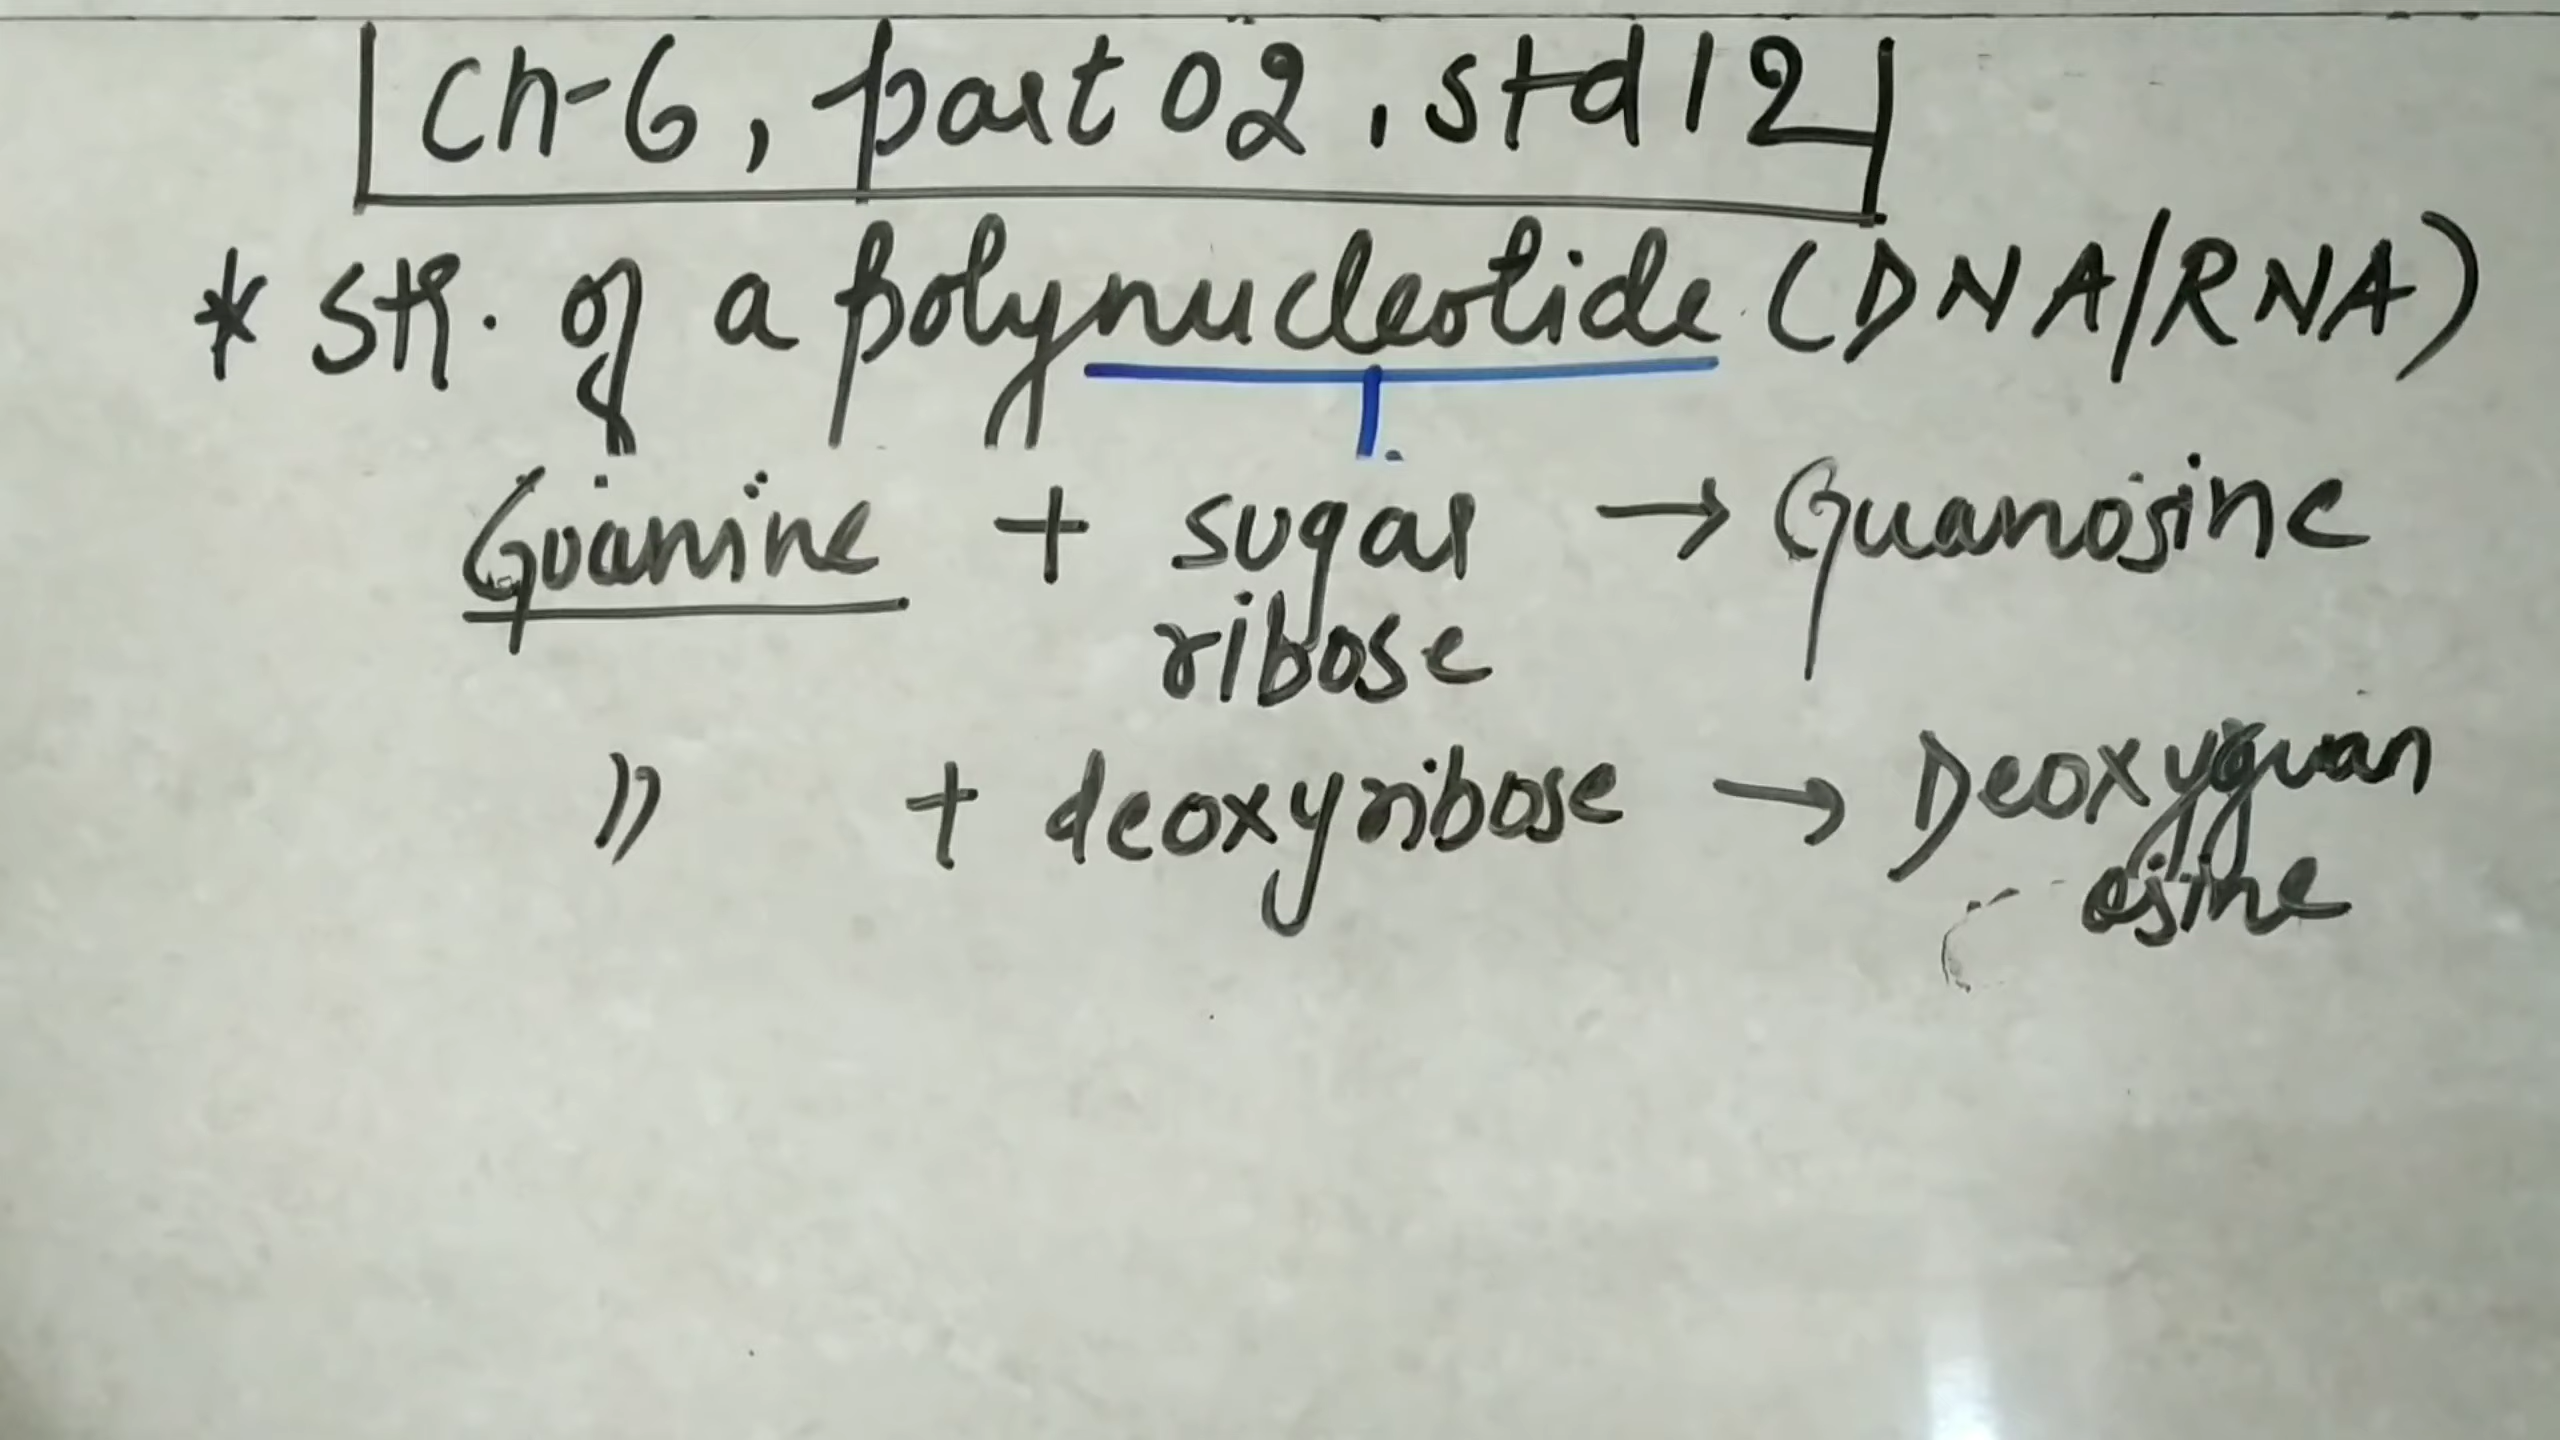 Ch-6, part 02, std 12
* Str. of a polynucleotide (DNA/RNA)
Guanine + sugar → Guanosine
ribose
" + deoxyribose → Deoxyguan
osine